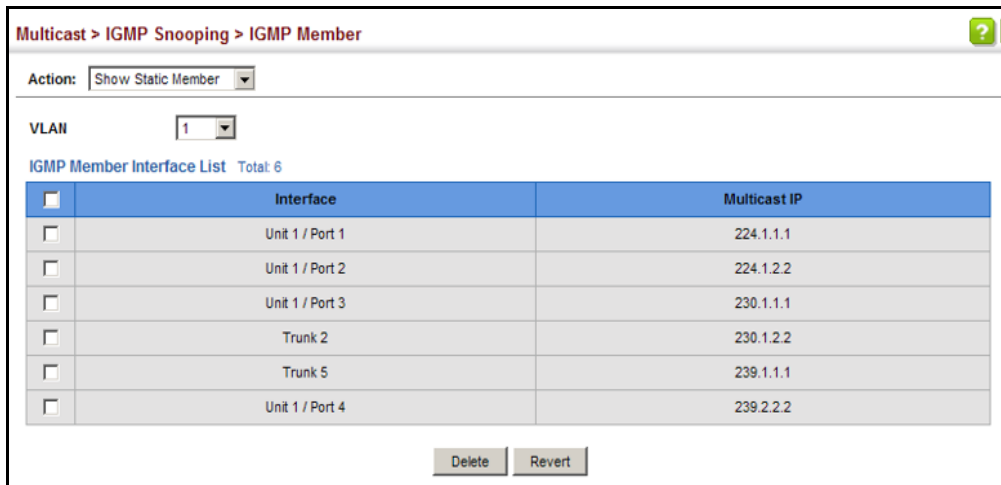 Multicast > IGMP Snooping > IGMP Member
?
Action: Show Static Member
VLAN 1
IGMP Member Interface List Total: 6
Interface Multicast IP
Unit 1 / Port 1 224.1.1.1
Unit 1 / Port 2 224.1.2.2
Unit 1 / Port 3 230.1.1.1
Trunk 2 230.1.2.2
Trunk 5 239.1.1.1
Unit 1 / Port 4 239.2.2.2
Delete Revert